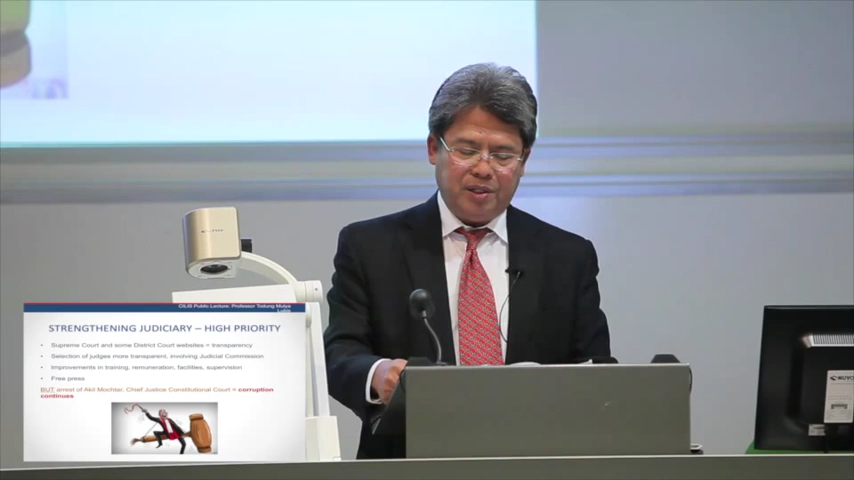 CILIS Public Lecture: Professor Todung Mulya
Lubis
STRENGTHENING JUDICIARY – HIGH PRIORITY
• Supreme Court and some District Court websites = transparency
• Selection of judges more transparent, involving Judicial Commission
• Improvements in training, remuneration, facilities, supervision
• Free press
BUT arrest of Akil Mochtar, Chief Justice Constitutional Court = corruption
continues